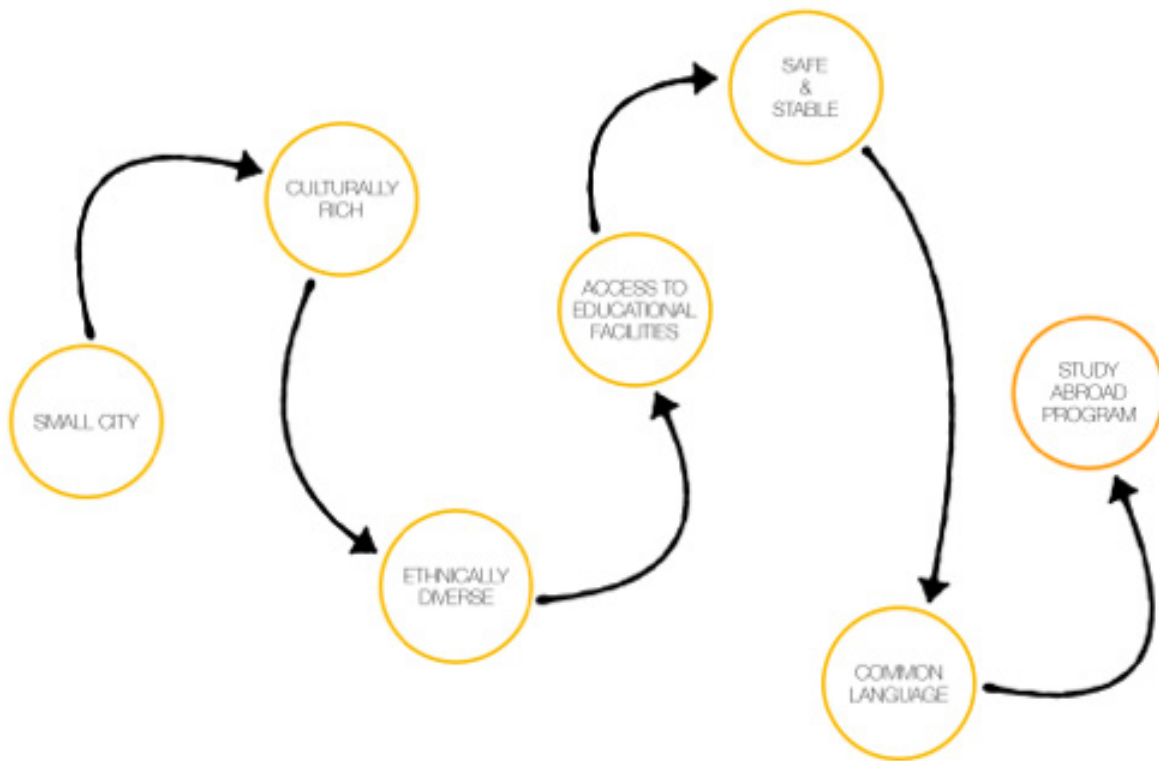 SMALL CITY
CULTURALLY
RICH
ETHNICALLY
DIVERSE
ACCESS TO
EDUCATIONAL
FACILITIES
SAFE
&
STABLE
COMMON
LANGUAGE
STUDY
ABROAD
PROGRAM